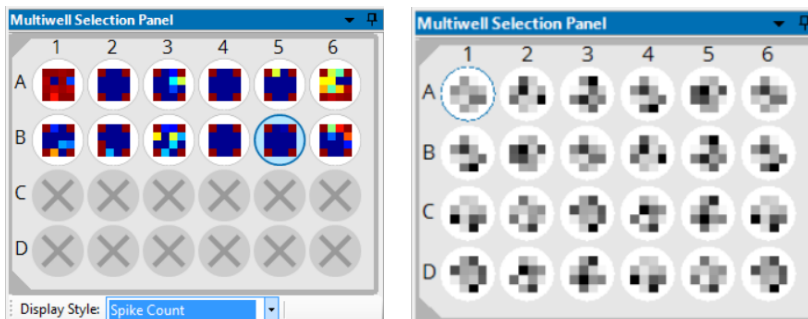 Multiwell Selection Panel
1 2 3 4 5 6
A
B
C
D
Display Style: Spike Count
Multiwell Selection Panel
1 2 3 4 5 6
A
B
C
D